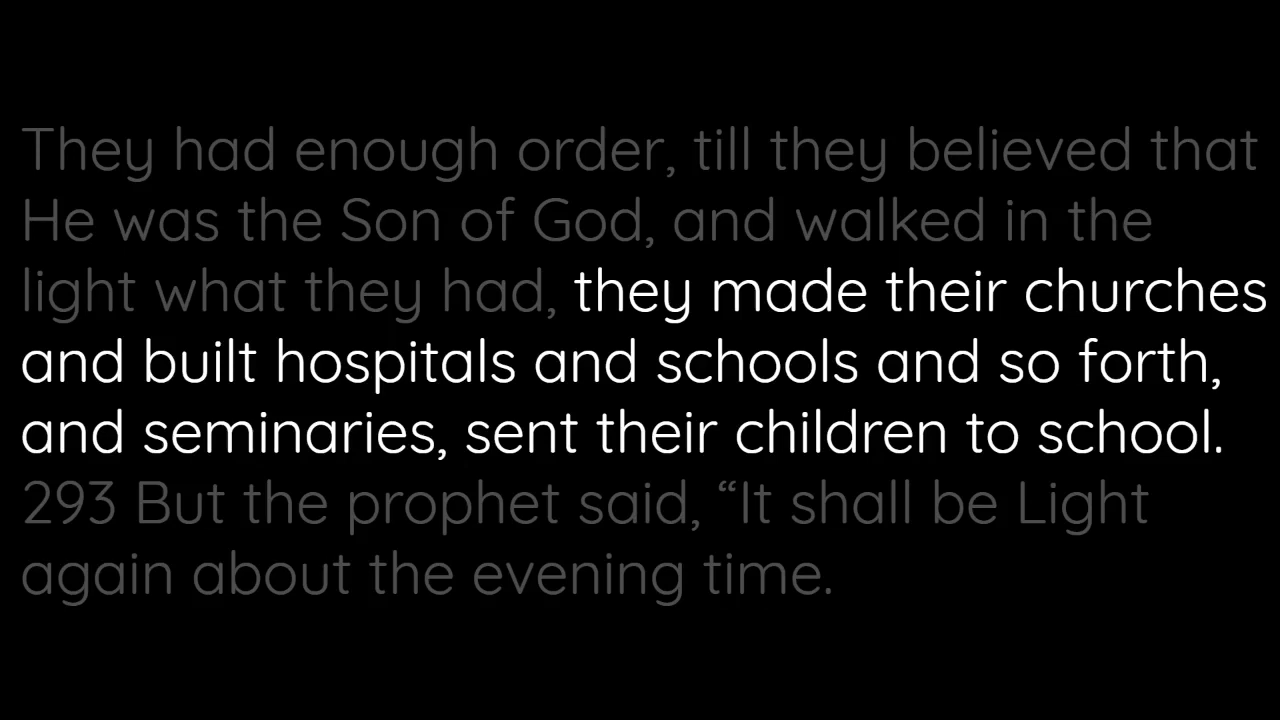 They had enough order, till they believed that
He was the Son of God, and walked in the
light what they had, they made their churches
and built hospitals and schools and so forth,
and seminaries, sent their children to school.
293 But the prophet said, “It shall be Light
again about the evening time.